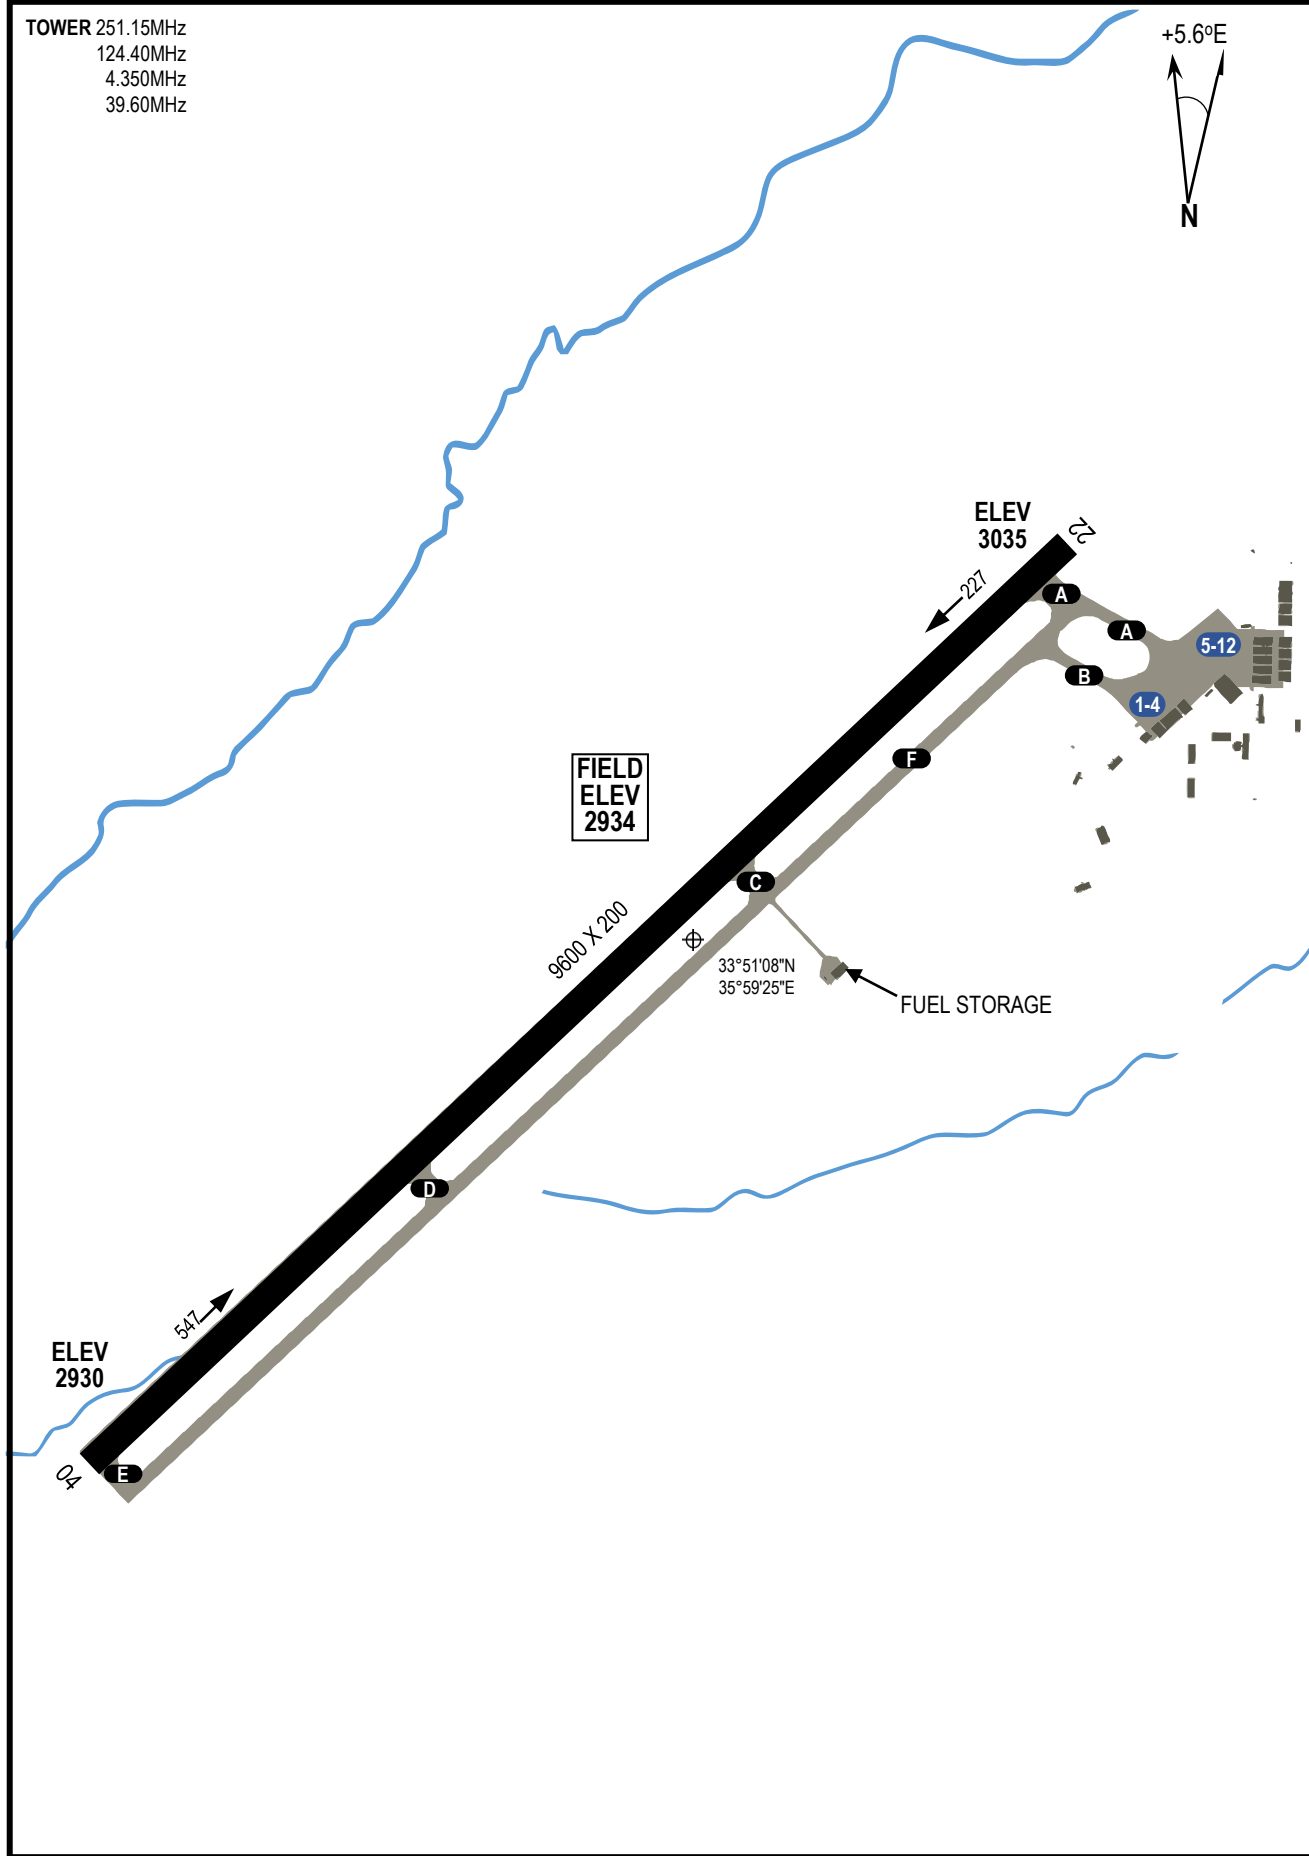 TOWER 251.15MHz
124.40MHz
4.350MHz
39.60MHz
+5.6ºE
N
ELEV
3035
22
227
A
A
5-12
B
1-4
F
FIELD
ELEV
2934
C
9600 X 200
33°51'08"N
35°59'25"E
FUEL STORAGE
D
547
ELEV
2930
04
E